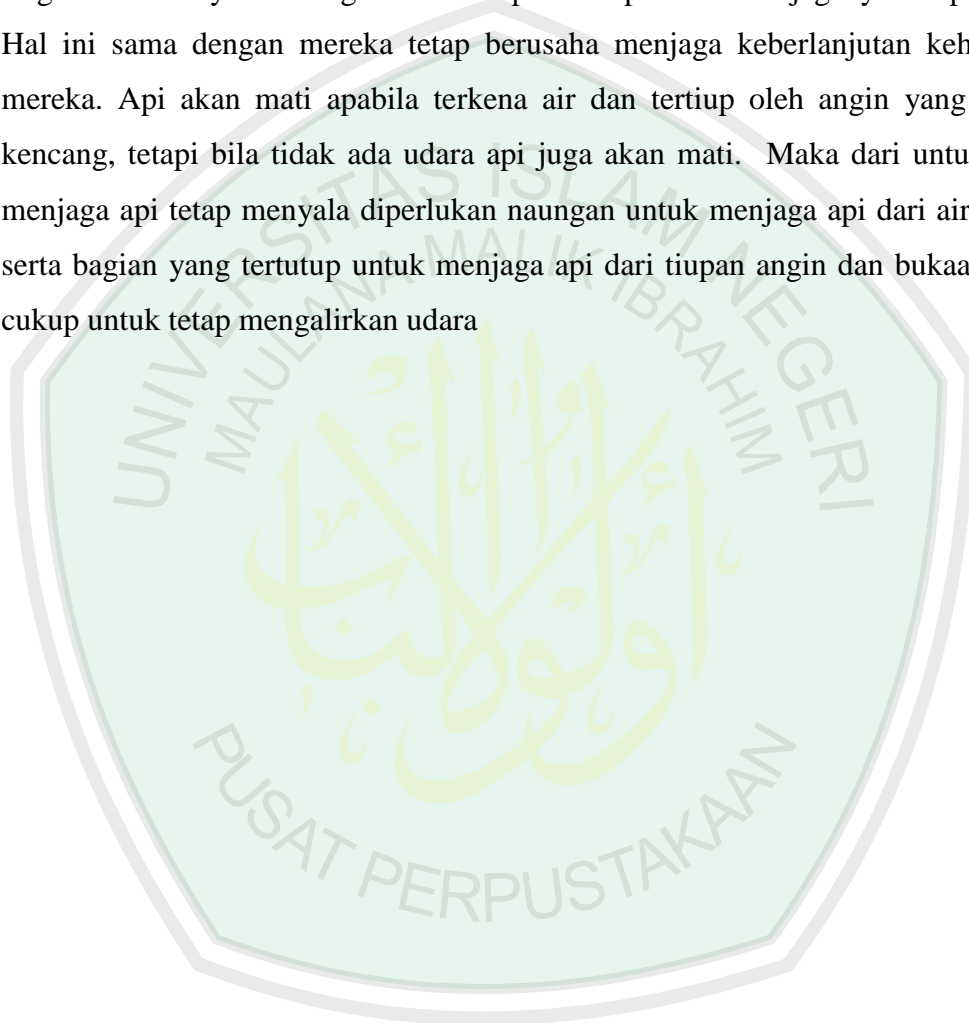 Hal ini sama dengan mereka tetap berusaha menjaga keberlanjutan keh
mereka. Api akan mati apabila terkena air dan tertiup oleh angin yang
kencang, tetapi bila tidak ada udara api juga akan mati. Maka dari untu
menjaga api tetap menyala diperlukan naungan untuk menjaga api dari air
serta bagian yang tertutup untuk menjaga api dari tiupan angin dan bukaa
cukup untuk tetap mengalirkan udara
UNIVERSITAS ISLAM NEGERI
MAULANA MALIK IBRAHIM
أولو الألباب
PUSAT PERPUSTAKAAN